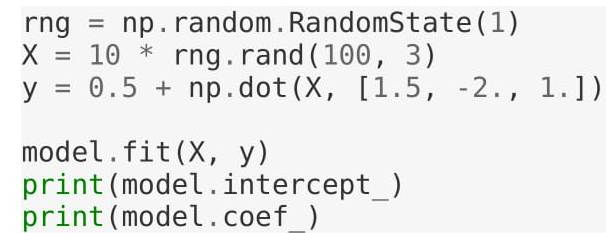 rng = np.random.RandomState(1)
X = 10 * rng.rand(100, 3)
y = 0.5 + np.dot(X, [1.5, -2., 1.])
model.fit(X, y)
print(model.intercept_)
print(model.coef_)